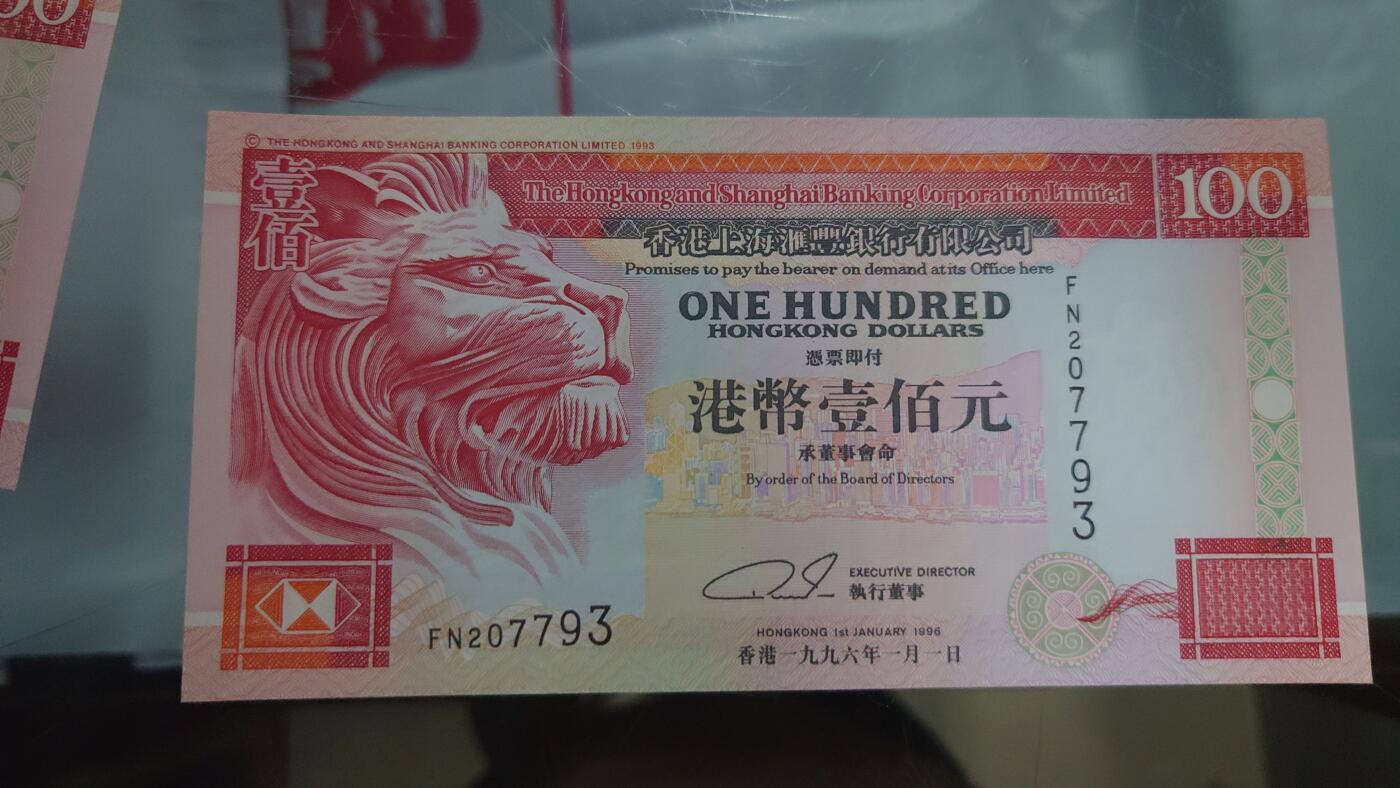 © THE HONGKONG AND SHANGHAI BANKING CORPORATION LIMITED 1993
壹佰
The Hongkong and Shanghai Banking Corporation Limited
100
香港上海滙豐銀行有限公司
Promises to pay the bearer on demand at its Office here
ONE HUNDRED
HONGKONG DOLLARS
憑票即付
港幣壹佰元
承董事會命
By order of the Board of Directors
FN207793
EXECUTIVE DIRECTOR
執行董事
FN207793
HONGKONG 1st JANUARY 1996
香港一九九六年一月一日